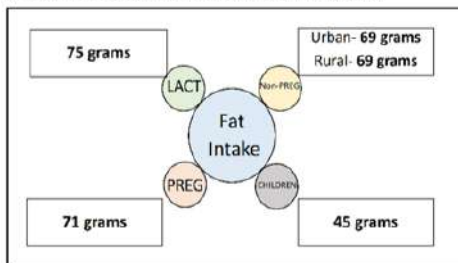 75 grams
Urban- 69 grams
Rural- 69 grams
LACT
Non-PREG
Fat
Intake
PREG
CHILDREN
71 grams
45 grams